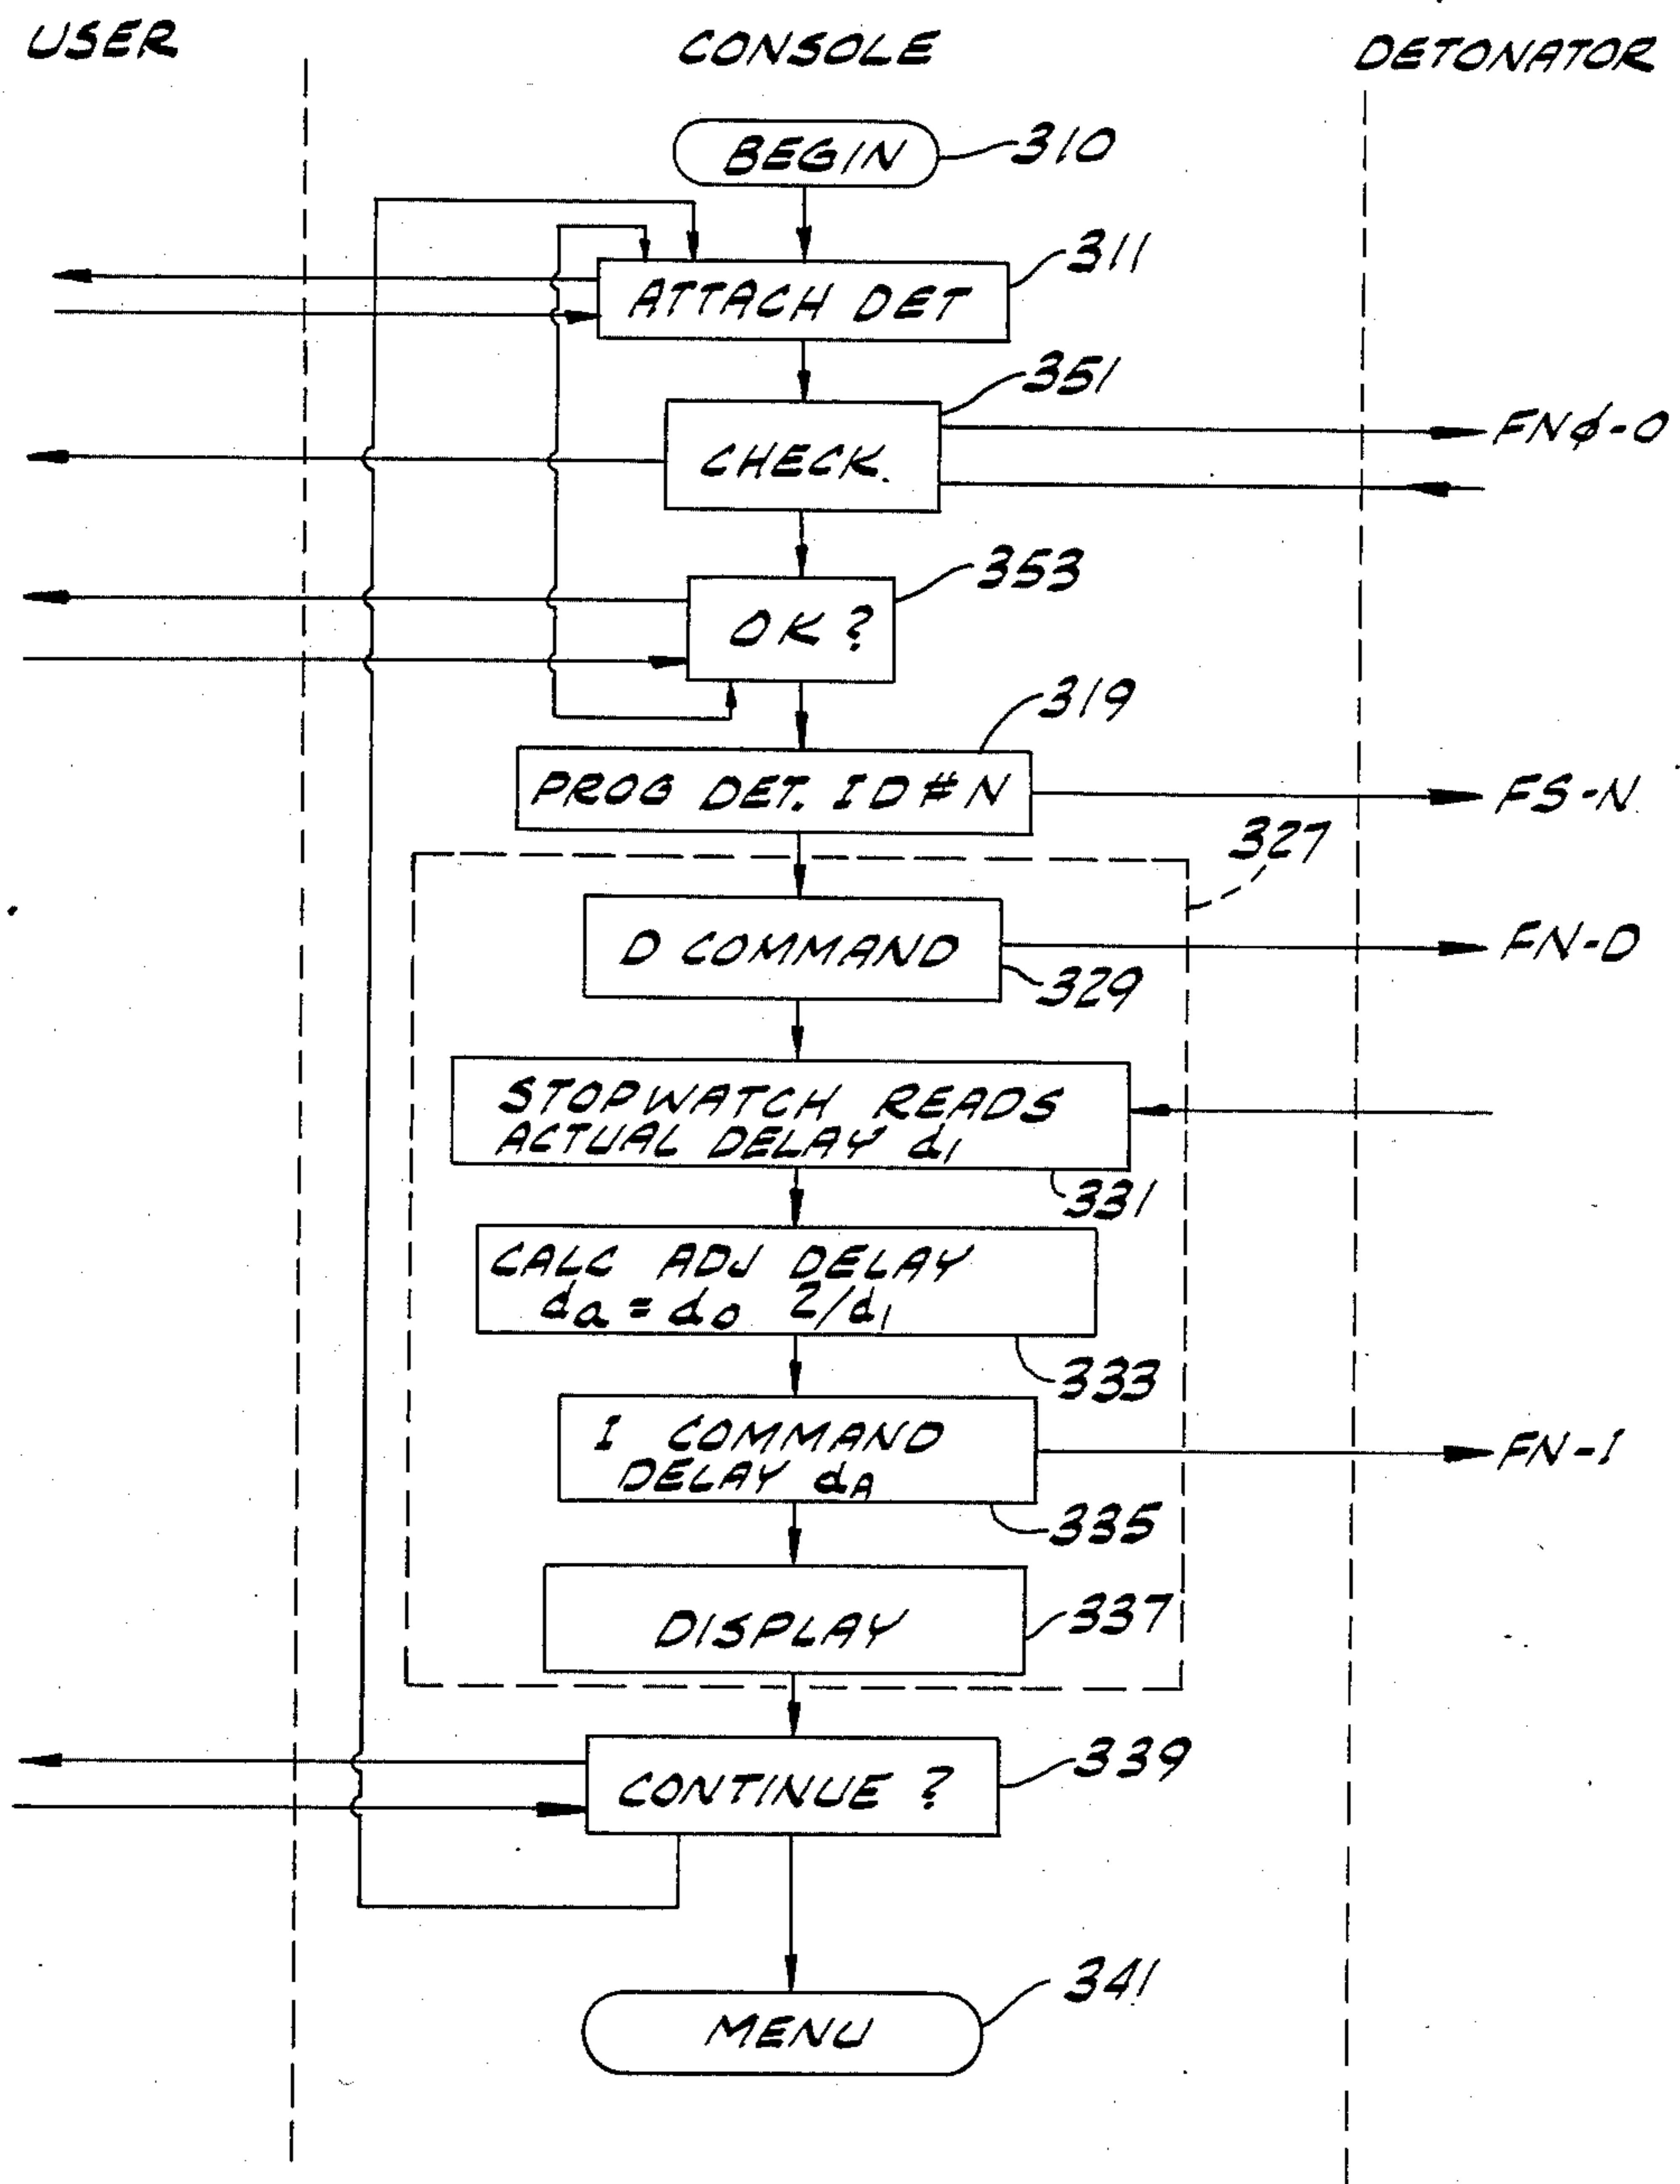 USER CONSOLE DETONATOR
BEGIN 310
311
ATTACH DET
351
FNϕ-0
CHECK.
353
OK?
319
PROG DET. ID # N
FS-N
327
D COMMAND
FN-D
329
STOPWATCH READS
ACTUAL DELAY d1
331
CALC ADJ DELAY
da = do 2/d1
333
I COMMAND
DELAY dA
FN-I
335
DISPLAY
337
CONTINUE ?
339
341
MENU